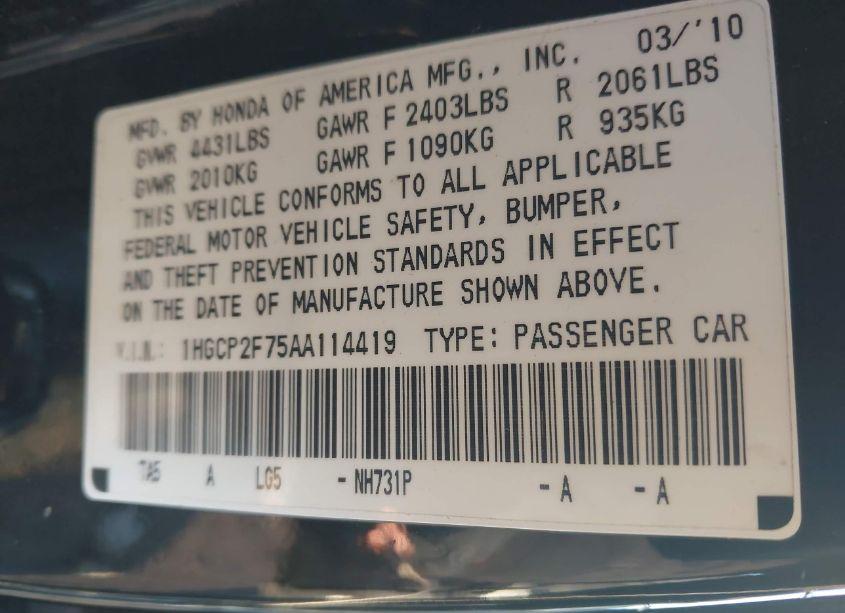 MFD. BY HONDA OF AMERICA MFG., INC. 03/'10
GVWR 4431LBS GAWR F 2403LBS R 2061LBS
GVWR 2010KG GAWR F 1090KG R 935KG
THIS VEHICLE CONFORMS TO ALL APPLICABLE
FEDERAL MOTOR VEHICLE SAFETY, BUMPER,
AND THEFT PREVENTION STANDARDS IN EFFECT
ON THE DATE OF MANUFACTURE SHOWN ABOVE.
V.I.N.: 1HGCP2F75AA114419 TYPE: PASSENGER CAR
TA5 A LG5 - NH731P - A - A